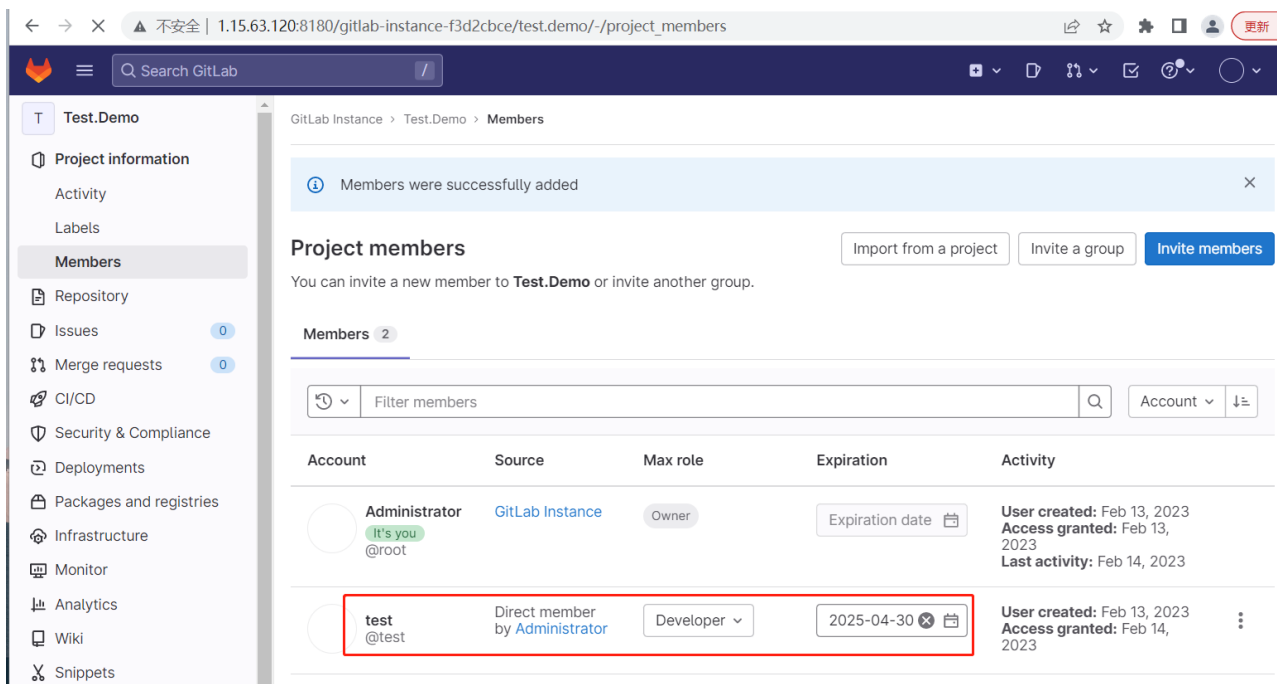 不安全 | 1.15.63.120:8180/gitlab-instance-f3d2cbce/test.demo/-/project_members
更新
Search GitLab /
T Test.Demo
Project information
Activity
Labels
Members
Repository
Issues 0
Merge requests 0
CI/CD
Security & Compliance
Deployments
Packages and registries
Infrastructure
Monitor
Analytics
Wiki
Snippets
GitLab Instance > Test.Demo > Members
Members were successfully added
Project members
Import from a project
Invite a group
Invite members
You can invite a new member to Test.Demo or invite another group.
Members 2
Filter members
Account
Account Source Max role Expiration Activity
Administrator
It's you
@root
GitLab Instance
Owner
Expiration date
User created: Feb 13, 2023
Access granted: Feb 13,
2023
Last activity: Feb 14, 2023
test
@test
Direct member
by Administrator
Developer
2025-04-30
User created: Feb 13, 2023
Access granted: Feb 14,
2023